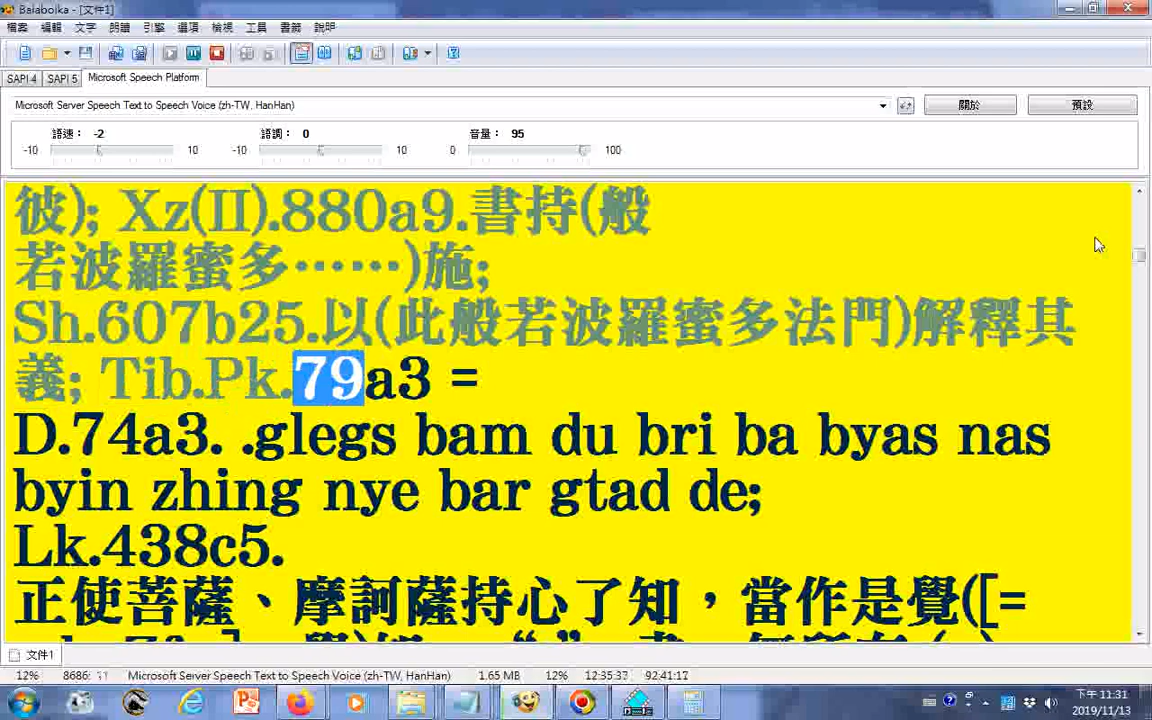 Balabolka - [文件1]
檔案 編輯 文字 朗讀 引擎 選項 檢視 工具 書籤 說明
SAPI 4 SAPI 5 Microsoft Speech Platform
Microsoft Server Speech Text to Speech Voice (zh-TW, HanHan) 關於 預設
語速： -2 語調： 0 音量： 95
-10 10 -10 10 0 100
彼); Xz(II).880a9.書持(般
若波羅蜜多⋯⋯)施;
Sh.607b25.以(此般若波羅蜜多法門)解釋其
義; Tib.Pk.79a3 =
D.74a3. .glegs bam du bri ba byas nas
byin zhing nye bar gtad de;
Lk.438c5.
正使菩薩、摩訶薩持心了知，當作是覺([=
文件1
12% 8686: Microsoft Server Speech Text to Speech Voice (zh-TW, HanHan) 1.65 MB 12% 12:35:37 92:41:17
下午 11:31
2019/11/13